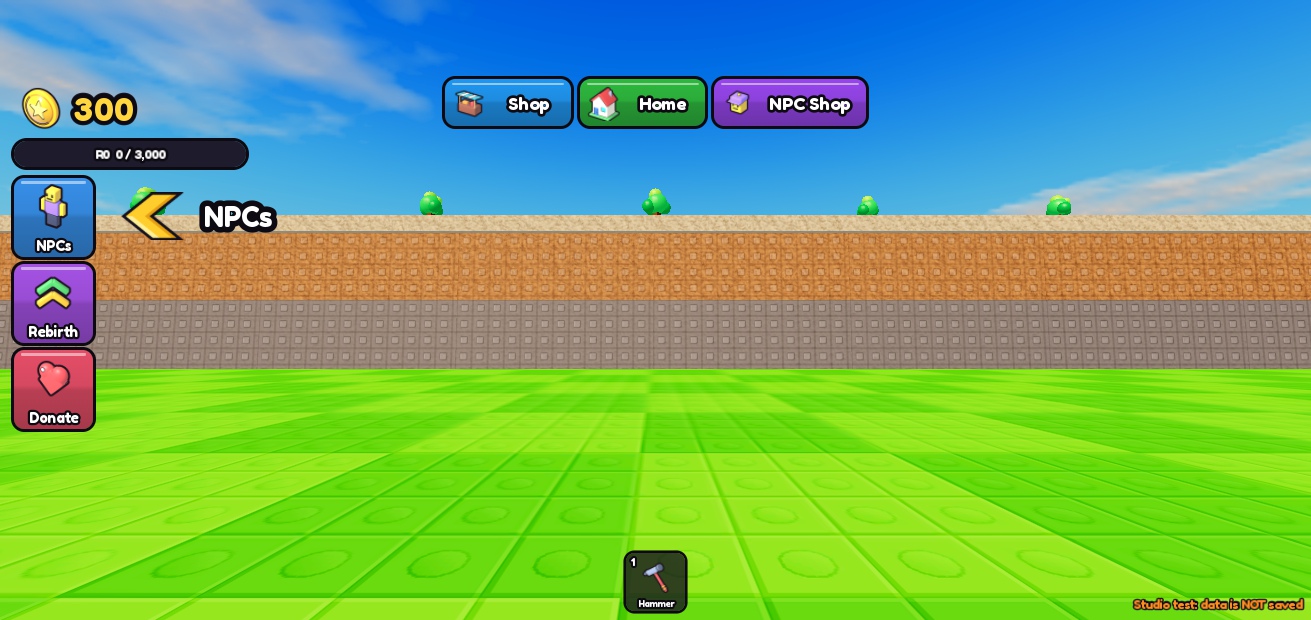 300
Shop
Home
NPC Shop
R0 0 / 3,000
NPCs
NPCs
Rebirth
Donate
1
Hammer
Studio test: data is NOT saved